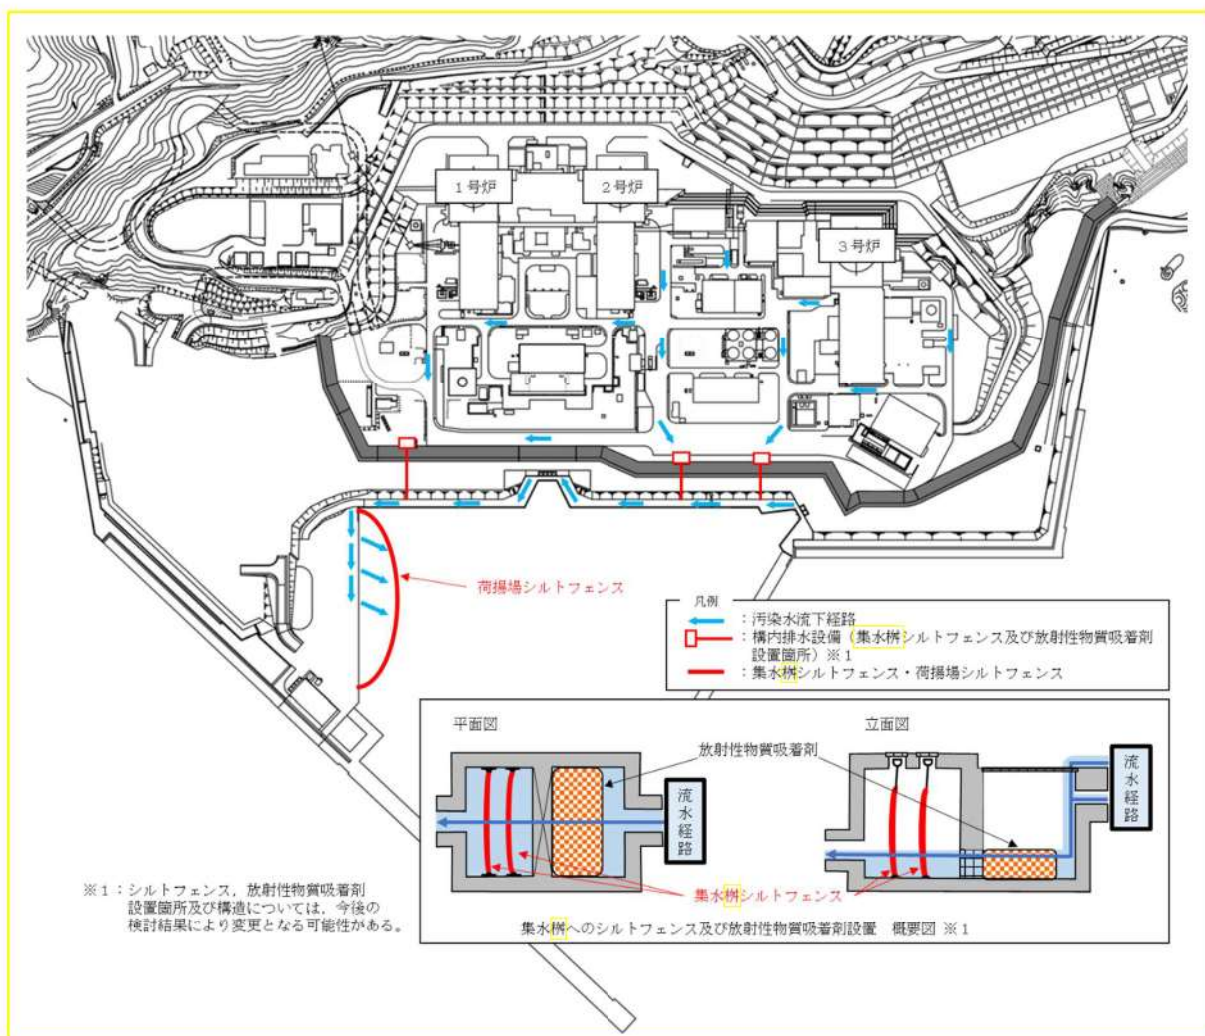 1号炉
2号炉
3号炉
荷揚場シルトフェンス
凡例
：汚染水流下経路
：構内排水設備（集水桝シルトフェンス及び放射性物質吸着剤
設置箇所）※１
：集水桝シルトフェンス・荷揚場シルトフェンス
平面図
立面図
放射性物質吸着剤
流水経路
流水経路
集水桝シルトフェンス
集水桝へのシルトフェンス及び放射性物質吸着剤設置　概要図 ※１
※１：シルトフェンス，放射性物質吸着剤
設置箇所及び構造については，今後の
検討結果により変更となる可能性がある。